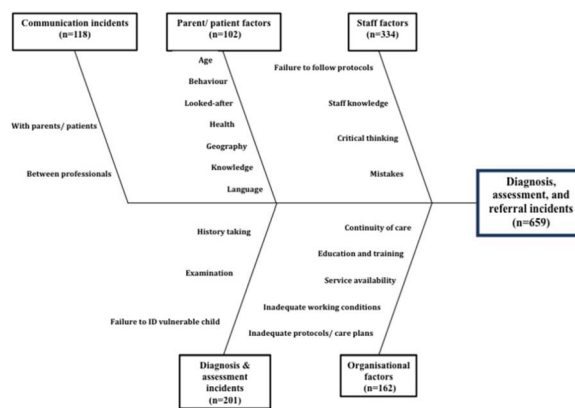 Communication incidents
(n=118)
Parent/ patient factors
(n=102)
Staff factors
(n=334)
Age
Behaviour
Looked-after
Health
Geography
Knowledge
Language
Failure to follow protocols
Staff knowledge
Critical thinking
Mistakes
With parents/ patients
Between professionals
Diagnosis,
assessment, and
referral incidents
(n=659)
History taking
Examination
Failure to ID vulnerable child
Continuity of care
Education and training
Service availability
Inadequate working conditions
Inadequate protocols/ care plans
Diagnosis &
assessment
incidents
(n=201)
Organisational
factors
(n=162)